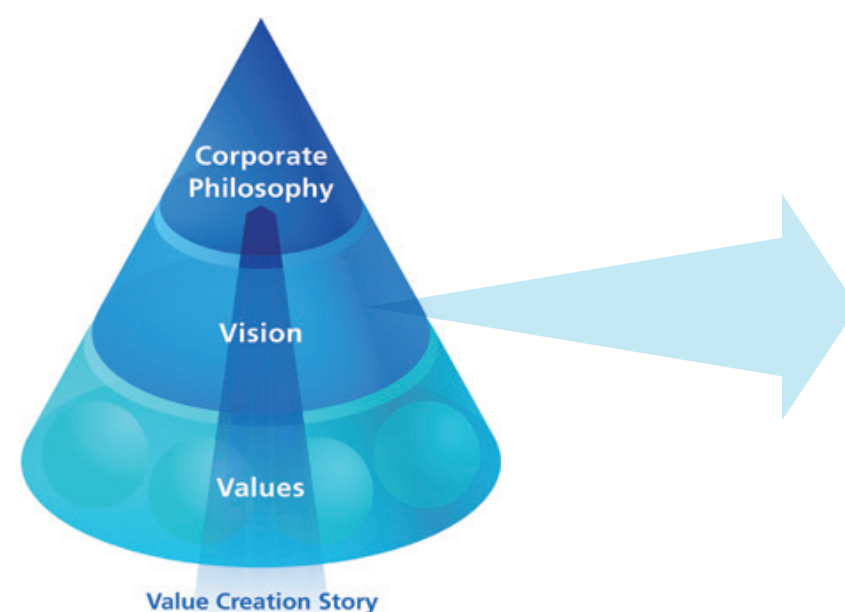 Corporate
Philosophy
Vision
Values
Value Creation Story